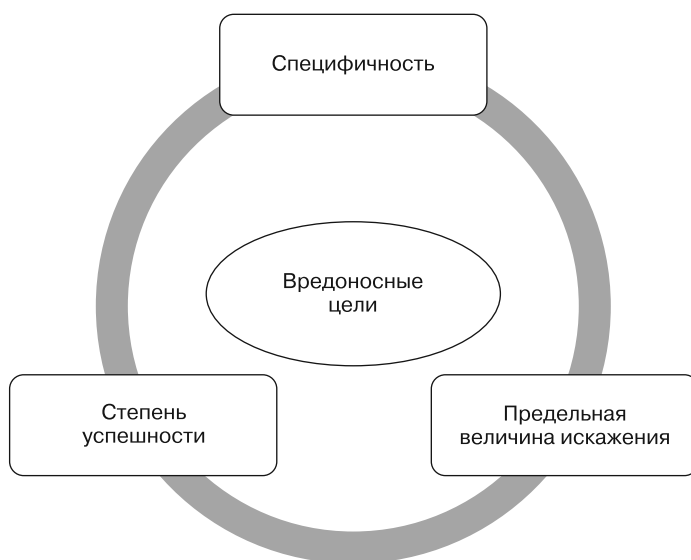 Специфичность
Вредоносные
цели
Степень
успешности
Предельная
величина искажения